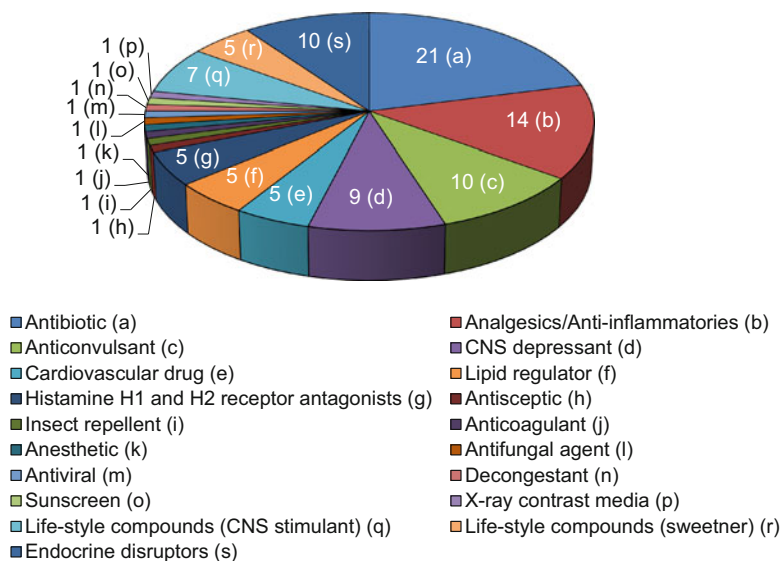 21 (a)
14 (b)
10 (c)
9 (d)
5 (e)
5 (f)
5 (g)
1 (h)
1 (i)
1 (j)
1 (k)
1 (l)
1 (m)
1 (n)
1 (o)
1 (p)
7 (q)
5 (r)
10 (s)
Antibiotic (a)
Analgesics/Anti-inflammatories (b)
Anticonvulsant (c)
CNS depressant (d)
Cardiovascular drug (e)
Lipid regulator (f)
Histamine H1 and H2 receptor antagonists (g)
Antisceptic (h)
Insect repellent (i)
Anticoagulant (j)
Anesthetic (k)
Antifungal agent (l)
Antiviral (m)
Decongestant (n)
Sunscreen (o)
X-ray contrast media (p)
Life-style compounds (CNS stimulant) (q)
Life-style compounds (sweetner) (r)
Endocrine disruptors (s)